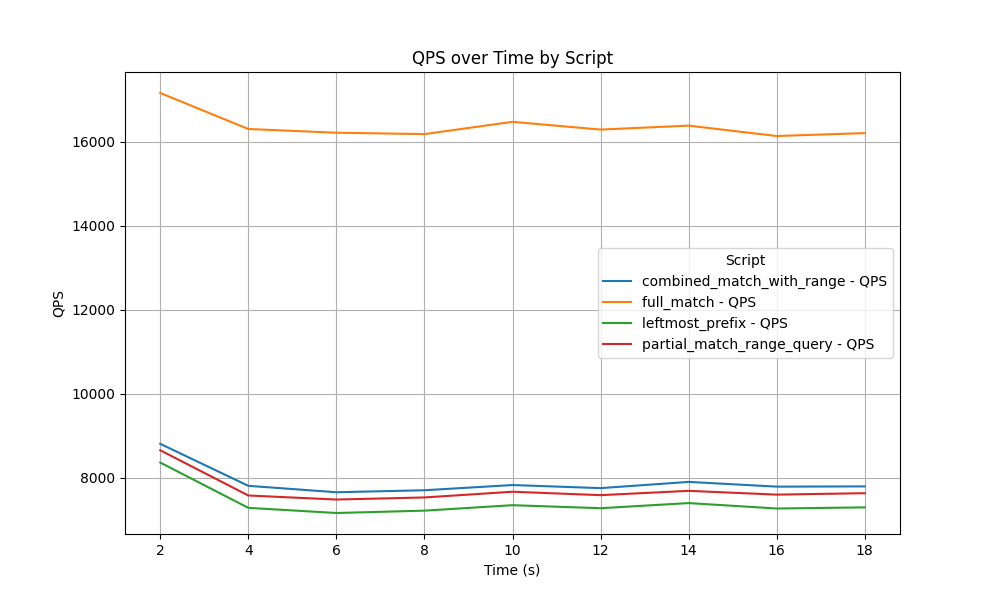 QPS over Time by Script
QPS
16000
14000
12000
10000
8000
Script
combined_match_with_range - QPS
full_match - QPS
leftmost_prefix - QPS
partial_match_range_query - QPS
2 4 6 8 10 12 14 16 18
Time (s)